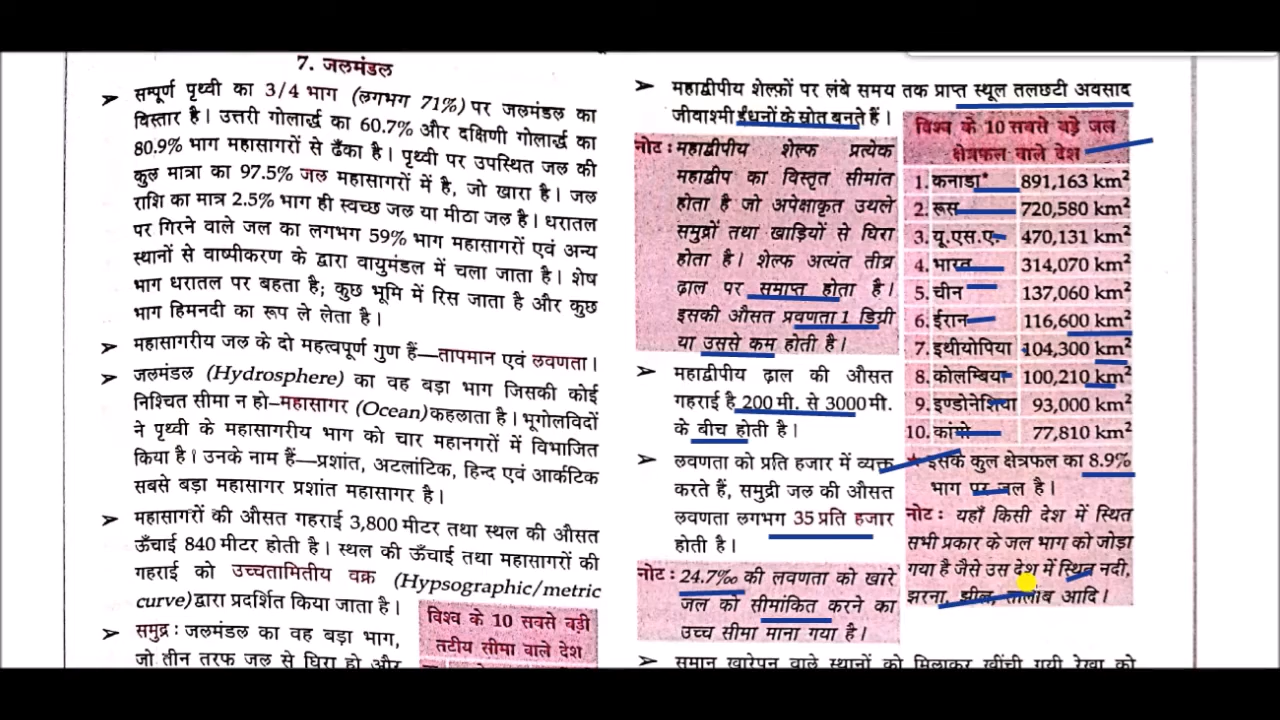 7. जलमंडल
➤ सम्पूर्ण पृथ्वी का 3/4 भाग (लगभग 71%) पर जलमंडल का
विस्तार है। उत्तरी गोलार्द्ध का 60.7% और दक्षिणी गोलार्द्ध का
80.9% भाग महासागरों से ढँका है। पृथ्वी पर उपस्थित जल की
कुल मात्रा का 97.5% जल महासागरों में है, जो खारा है। जल
राशि का मात्र 2.5% भाग ही स्वच्छ जल या मीठा जल है। धरातल
पर गिरने वाले जल का लगभग 59% भाग महासागरों एवं अन्य
स्थानों से वाष्पीकरण के द्वारा वायुमंडल में चला जाता है। शेष
भाग धरातल पर बहता है; कुछ भूमि में रिस जाता है और कुछ
भाग हिमनदी का रूप ले लेता है।
➤ महासागरीय जल के दो महत्वपूर्ण गुण हैं—तापमान एवं लवणता।
➤ जलमंडल (Hydrosphere) का वह बड़ा भाग जिसकी कोई
निश्चित सीमा न हो–महासागर (Ocean) कहलाता है। भूगोलविदों
ने पृथ्वी के महासागरीय भाग को चार महानगरों में विभाजित
किया है। उनके नाम हैं—प्रशांत, अटलांटिक, हिन्द एवं आर्कटिक
सबसे बड़ा महासागर प्रशांत महासागर है।
➤ महासागरों की औसत गहराई 3,800 मीटर तथा स्थल की औसत
ऊँचाई 840 मीटर होती है। स्थल की ऊँचाई तथा महासागरों की
गहराई को उच्चतामितीय वक्र (Hypsographic/metric
curve) द्वारा प्रदर्शित किया जाता है।
➤ समुद्र : जलमंडल का वह बड़ा भाग,
जो तीन तरफ जल से घिरा हो और
विश्व के 10 सबसे बड़ी
तटीय सीमा वाले देश
➤ महाद्वीपीय शेल्फ़ों पर लंबे समय तक प्राप्त स्थूल तलछटी अवसाद
जीवाश्मी ईंधनों के स्रोत बनते हैं।
नोट : महाद्वीपीय शेल्फ प्रत्येक
महाद्वीप का विस्तृत सीमांत
होता है जो अपेक्षाकृत उथले
समुद्रों तथा खाड़ियों से घिरा
होता है। शेल्फ अत्यंत तीव्र
ढ़ाल पर समाप्त होता है।
इसकी औसत प्रवणता 1 डिग्री
या उससे कम होती है।
➤ महाद्वीपीय ढ़ाल की औसत
गहराई है 200 मी. से 3000 मी.
के बीच होती है।
➤ लवणता को प्रति हजार में व्यक्त
करते हैं, समुद्री जल की औसत
लवणता लगभग 35 प्रति हजार
होती है।
नोट : 24.7‰ की लवणता को खारे
जल को सीमांकित करने का
उच्च सीमा माना गया है।
➤ समान खारेपन वाले स्थानों को मिलाकर खींची गयी रेखा को
विश्व के 10 सबसे बड़े जल
क्षेत्रफल वाले देश
1. कनाडा* 891,163 km²
2. रूस 720,580 km²
3. यू.एस.ए. 470,131 km²
4. भारत 314,070 km²
5. चीन 137,060 km²
6. ईरान 116,600 km²
7. इथीयोपिया 104,300 km²
8. कोलम्बिया 100,210 km²
9. इण्डोनेशिया 93,000 km²
10. कांगो 77,810 km²
* इसके कुल क्षेत्रफल का 8.9%
भाग पर जल है।
नोट : यहाँ किसी देश में स्थित
सभी प्रकार के जल भाग को जोड़ा
गया है जैसे उस देश में स्थित नदी,
झरना, झील, तालाब आदि।